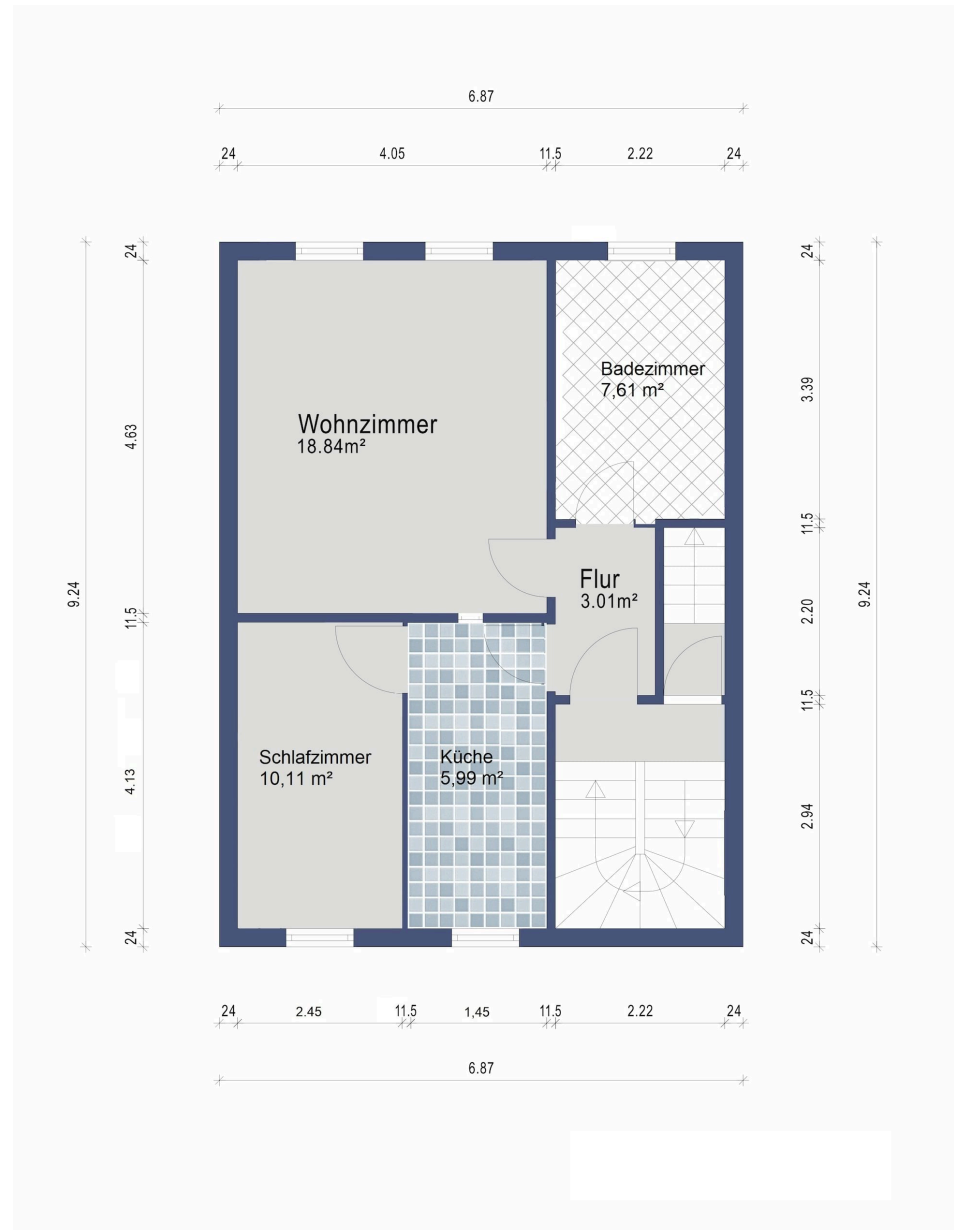 6.87
24 4.05 11.5 2.22 24
24
24
Badezimmer
7,61 m²
3.39
Wohnzimmer
18.84m²
4.63
11.5
Flur
3.01m²
9.24
9.24
2.20
11.5
11.5
Schlafzimmer
10,11 m²
Küche
5,99 m²
4.13
2.94
24
24
24 2.45 11.5 1,45 11.5 2.22 24
6.87